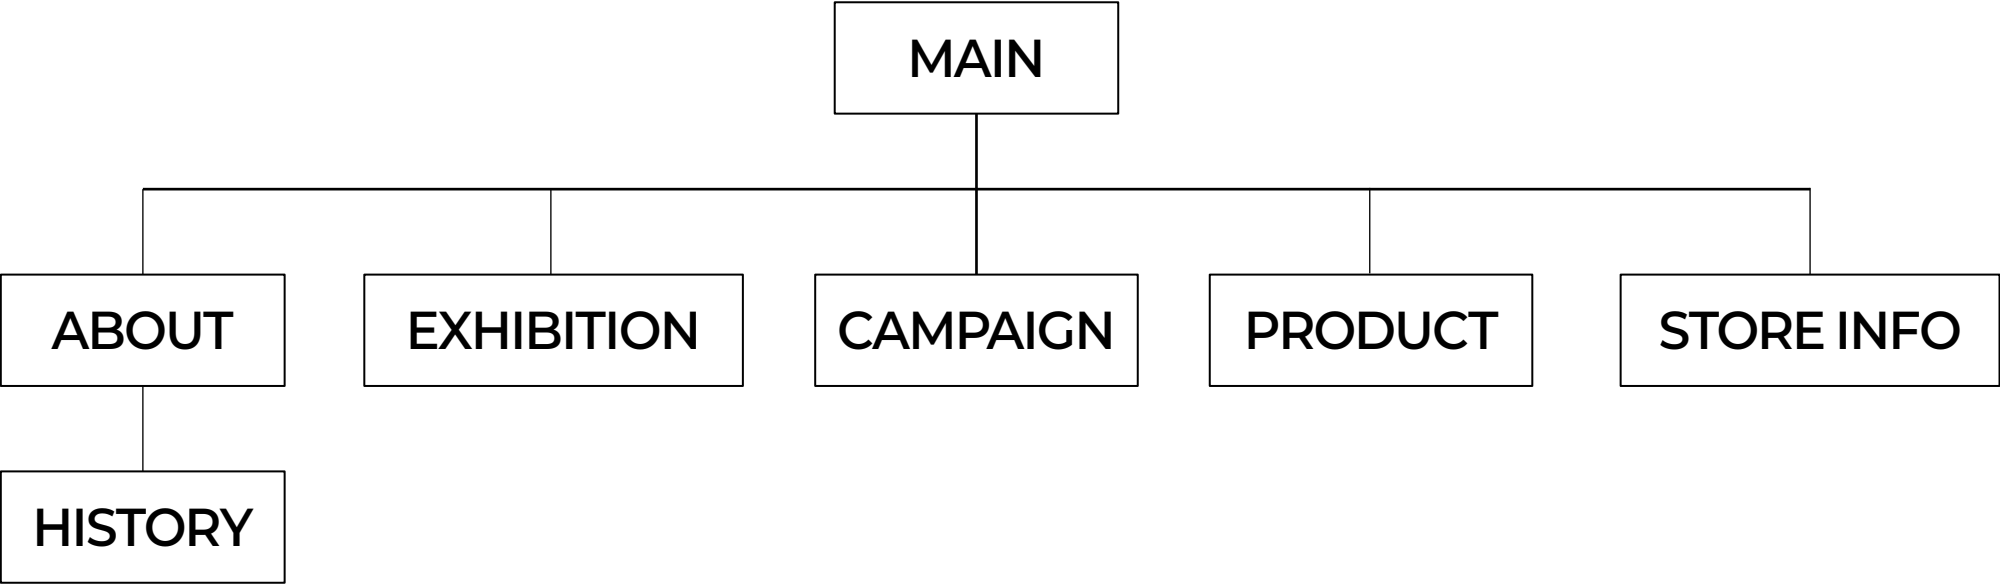 MAIN
ABOUT
EXHIBITION
CAMPAIGN
PRODUCT
STORE INFO
HISTORY